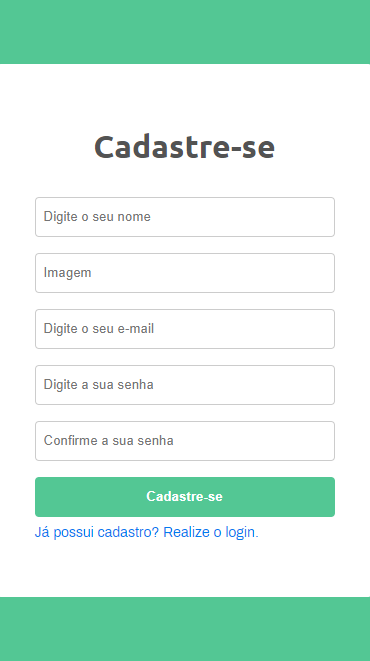 Cadastre-se
Digite o seu nome
Imagem
Digite o seu e-mail
Digite a sua senha
Confirme a sua senha
Cadastre-se
Já possui cadastro? Realize o login.